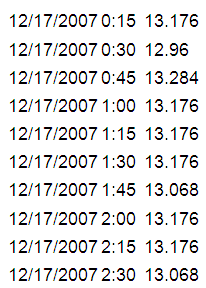 12/17/2007 0:15 13.176
12/17/2007 0:30 12.96
12/17/2007 0:45 13.284
12/17/2007 1:00 13.176
12/17/2007 1:15 13.176
12/17/2007 1:30 13.176
12/17/2007 1:45 13.068
12/17/2007 2:00 13.176
12/17/2007 2:15 13.176
12/17/2007 2:30 13.068